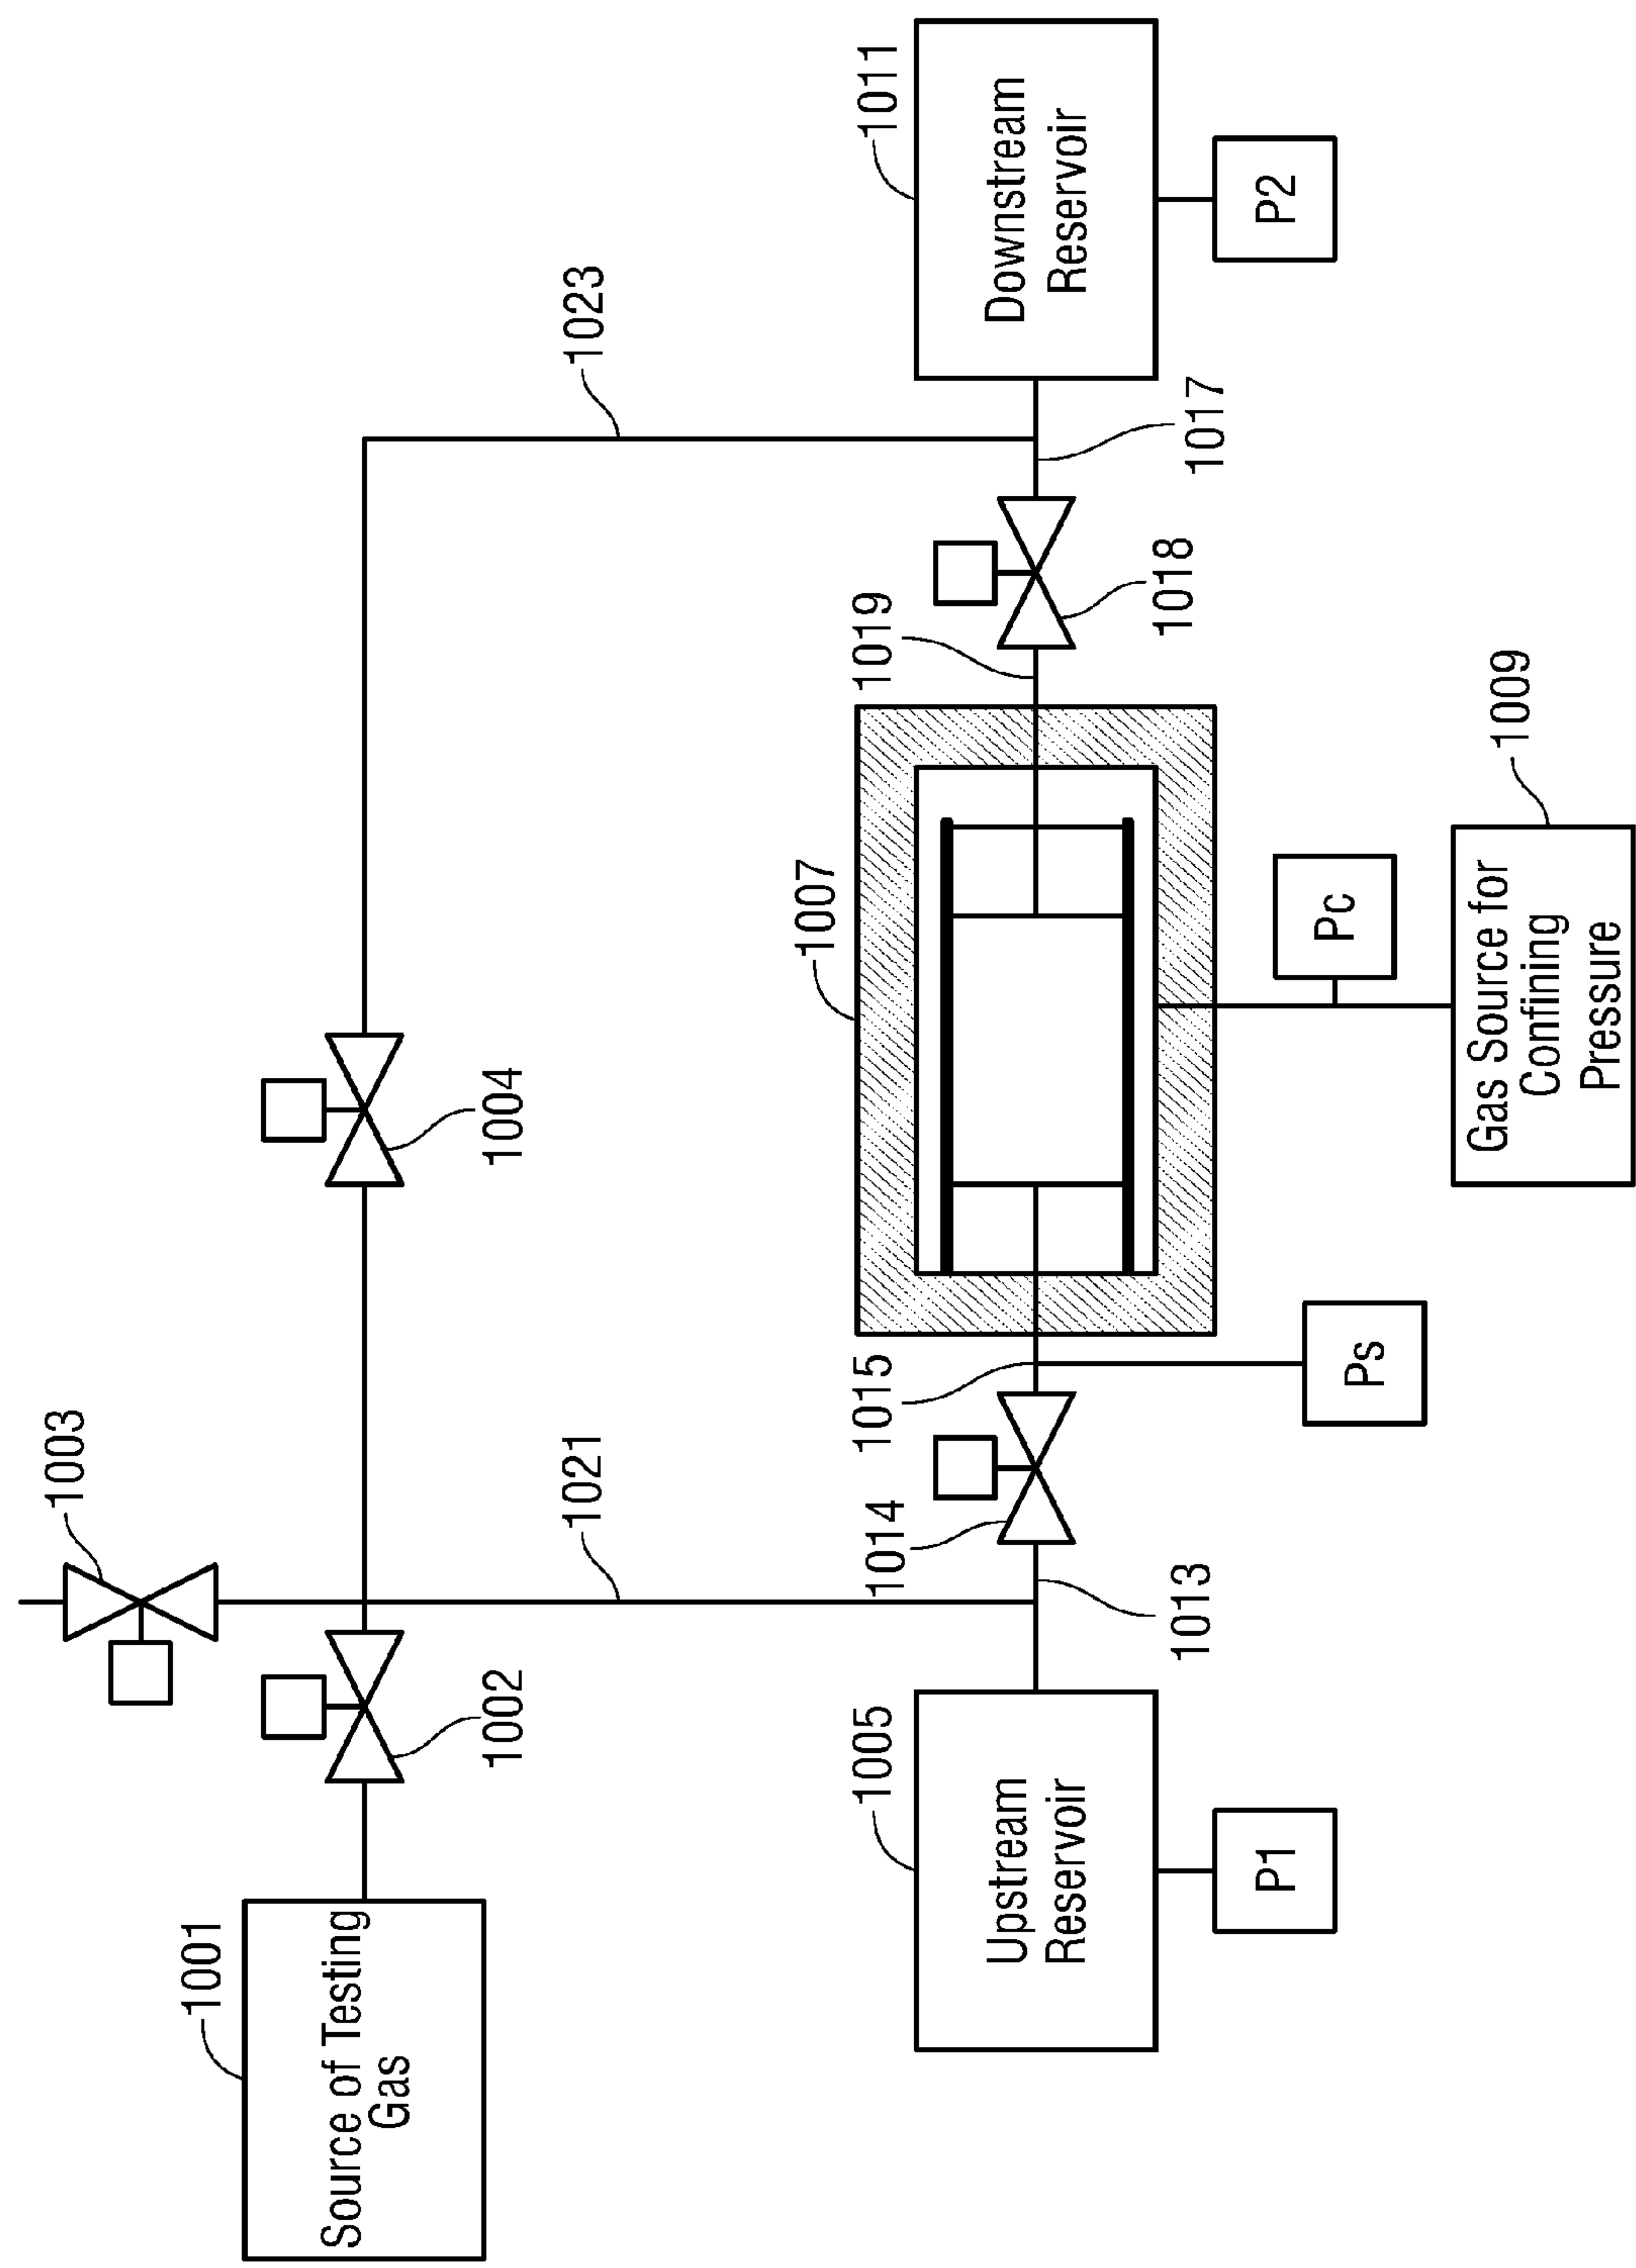 1003
1001
Source of Testing
Gas
1002
1004
1021
1023
1005
Upstream
Reservoir
P1
1013
1014
1015
Ps
1007
1019
1018
1017
1011
Downstream
Reservoir
P2
Pc
1009
Gas Source for
Confining
Pressure